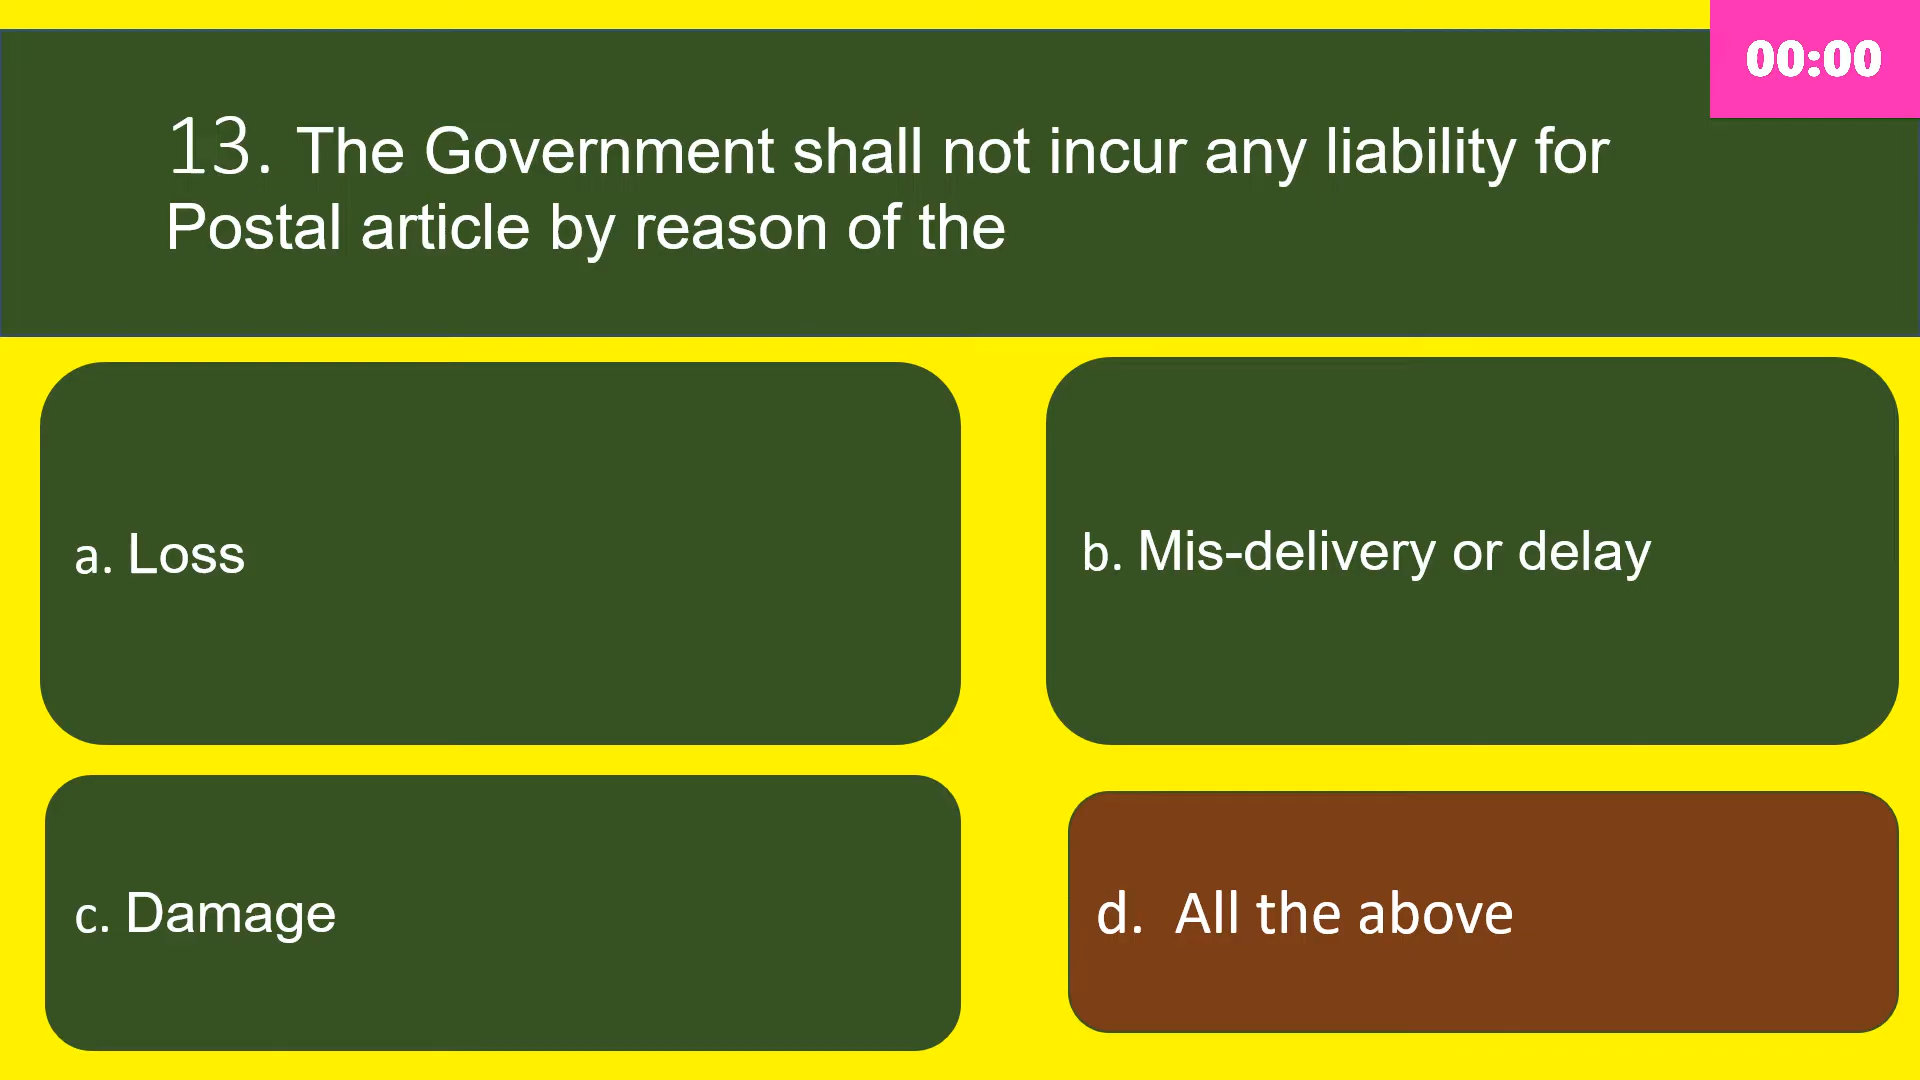 00:00
13. The Government shall not incur any liability for
Postal article by reason of the
a. Loss
b. Mis-delivery or delay
c. Damage
d. All the above